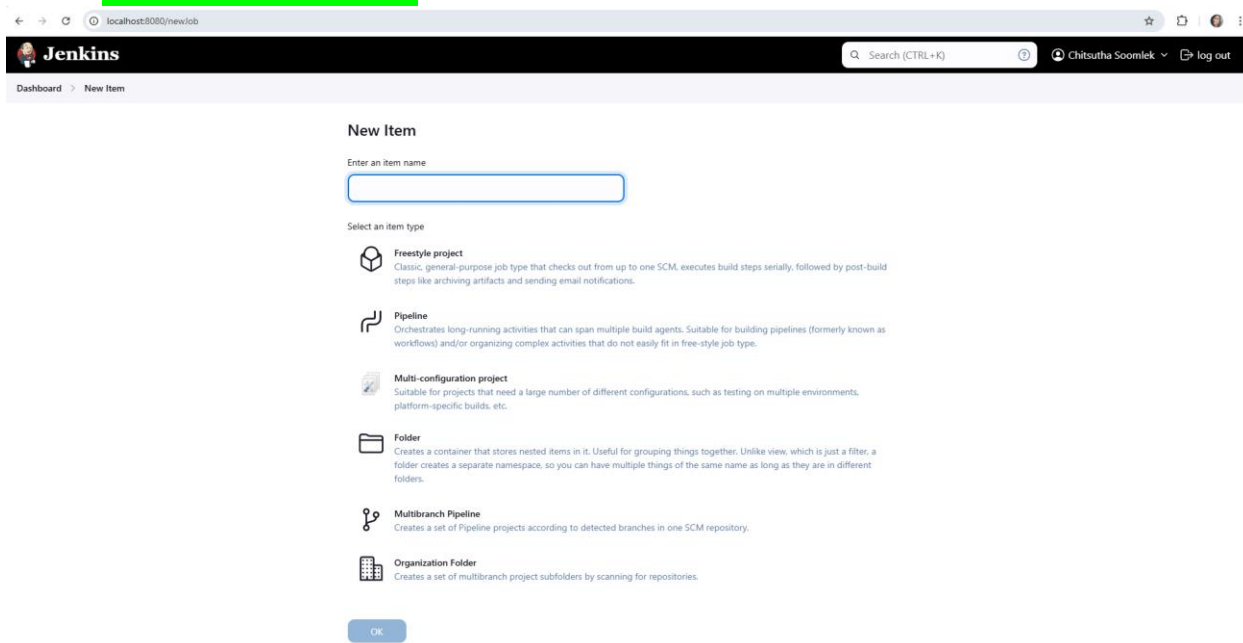 localhost:8080/newJob
Jenkins
Search (CTRL+K)
Chitsutha Soomlek
log out
Dashboard > New Item
New Item
Enter an item name
Select an item type
Freestyle project
Classic, general-purpose job type that checks out from up to one SCM, executes build steps serially, followed by post-build
steps like archiving artifacts and sending email notifications.
Pipeline
Orchestrates long-running activities that can span multiple build agents. Suitable for building pipelines (formerly known as
workflows) and/or organizing complex activities that do not easily fit in free-style job type.
Multi-configuration project
Suitable for projects that need a large number of different configurations, such as testing on multiple environments,
platform-specific builds, etc.
Folder
Creates a container that stores nested items in it. Useful for grouping things together. Unlike view, which is just a filter, a
folder creates a separate namespace, so you can have multiple things of the same name as long as they are in different
folders.
Multibranch Pipeline
Creates a set of Pipeline projects according to detected branches in one SCM repository.
Organization Folder
Creates a set of multibranch project subfolders by scanning for repositories.
OK